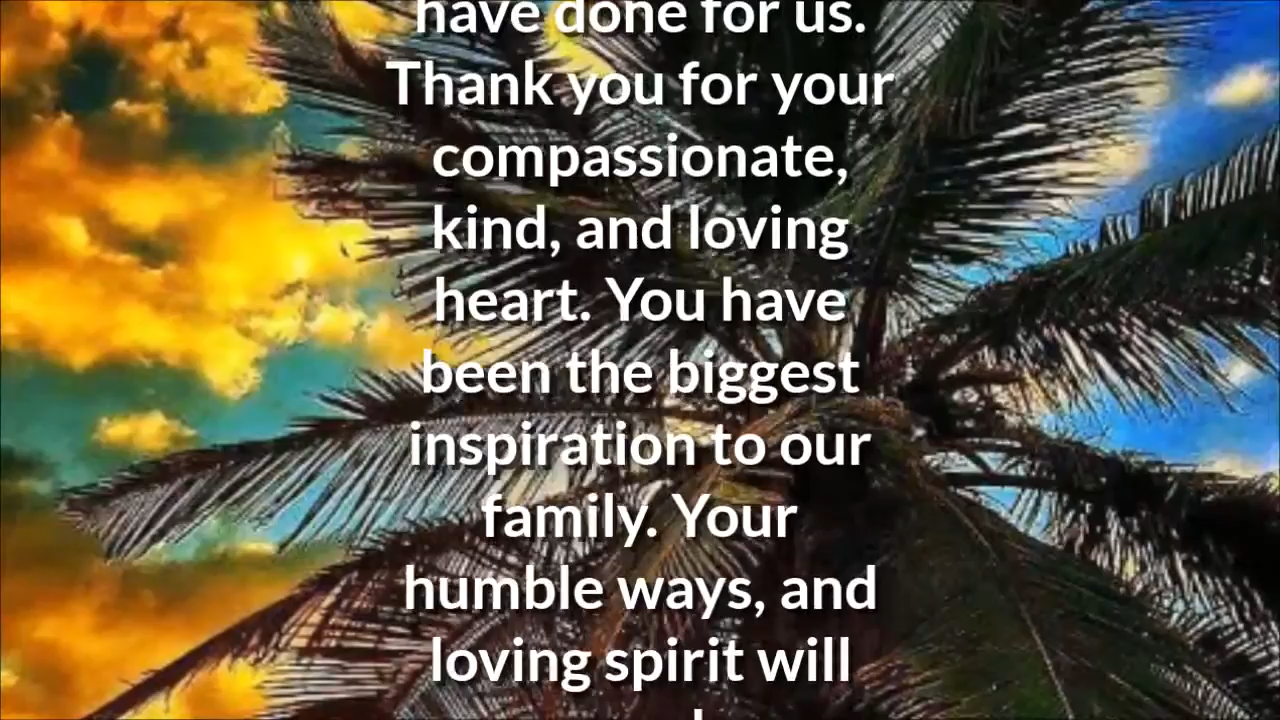 have done for us.
Thank you for your
compassionate,
kind, and loving
heart. You have
been the biggest
inspiration to our
family. Your
humble ways, and
loving spirit will